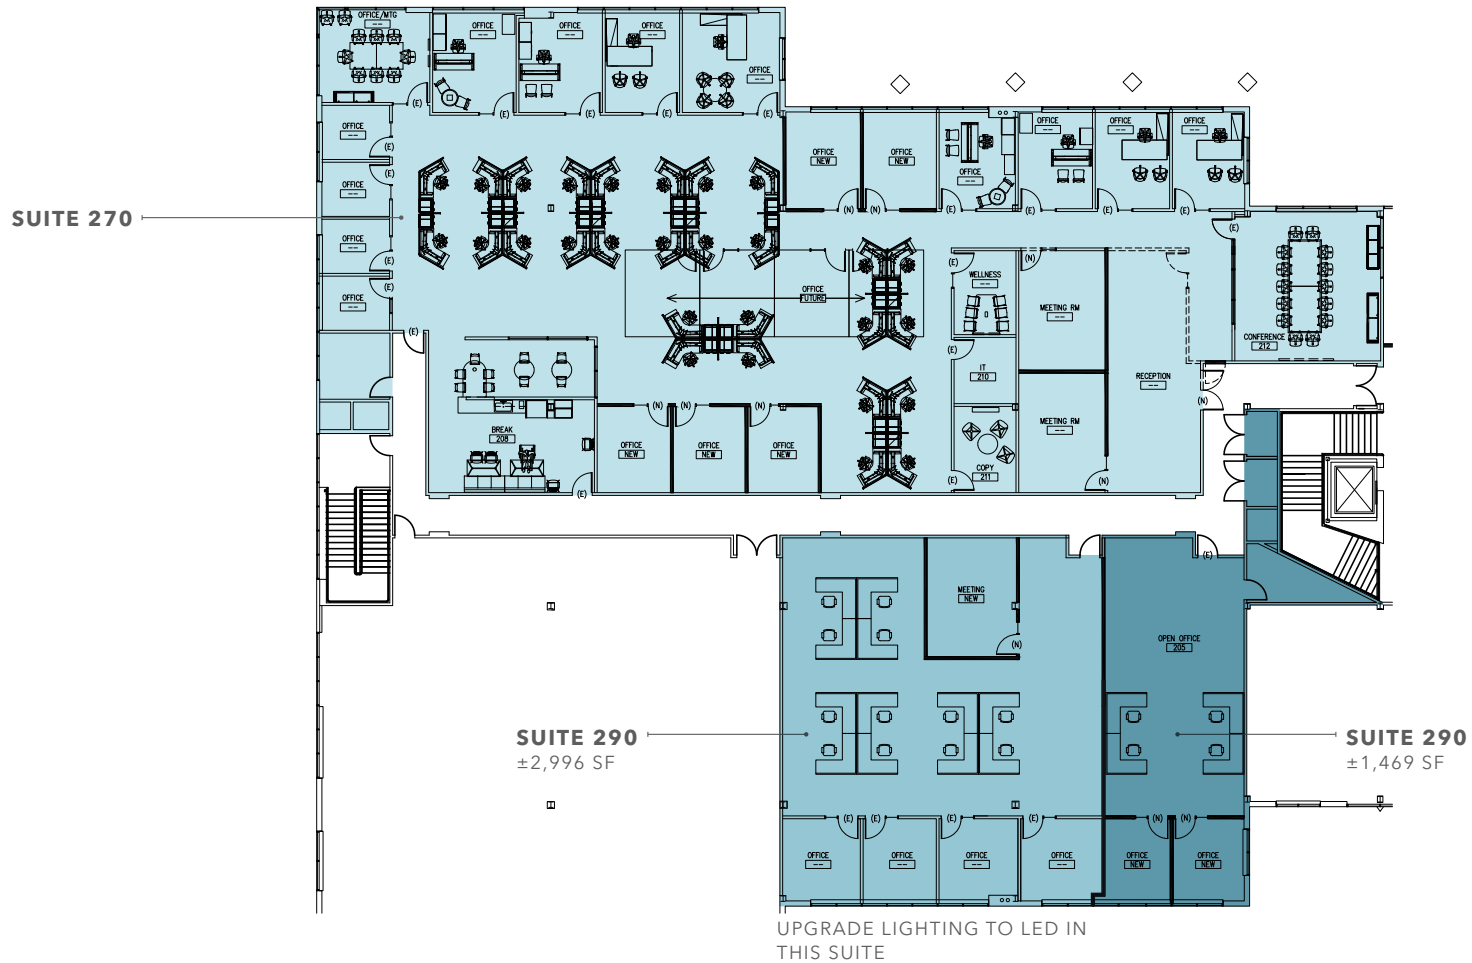 OFFICE/MTG
--
OFFICE
--
OFFICE
--
OFFICE
--
OFFICE
--
(E)
(E)
(E)
(E)
(E)
OFFICE
--
(E)
OFFICE
--
(E)
OFFICE
--
(E)
OFFICE
--
(E)
(E)
SUITE 270
OFFICE
NEW
OFFICE
NEW
OFFICE
--
OFFICE
--
OFFICE
--
OFFICE
--
(N)
(N)
(E)
(E)
(E)
(E)
(E)
OFFICE
FUTURE
(E)
WELLNESS
--
(N)
MEETING RM
--
CONFERENCE
212
(E)
IT
210
RECEPTION
--
(N)
MEETING RM
--
(N)
COPY
211
(E)
BREAK
208
(E)
(N)
(N)
(N)
OFFICE
NEW
OFFICE
NEW
OFFICE
NEW
MEETING
NEW
(N)
(E)
OPEN OFFICE
205
SUITE 290
±2,996 SF
SUITE 290
±1,469 SF
(E)
(E)
(E)
(E)
(N)
(N)
OFFICE
--
OFFICE
--
OFFICE
--
OFFICE
--
OFFICE
NEW
OFFICE
NEW
UPGRADE LIGHTING TO LED IN
THIS SUITE